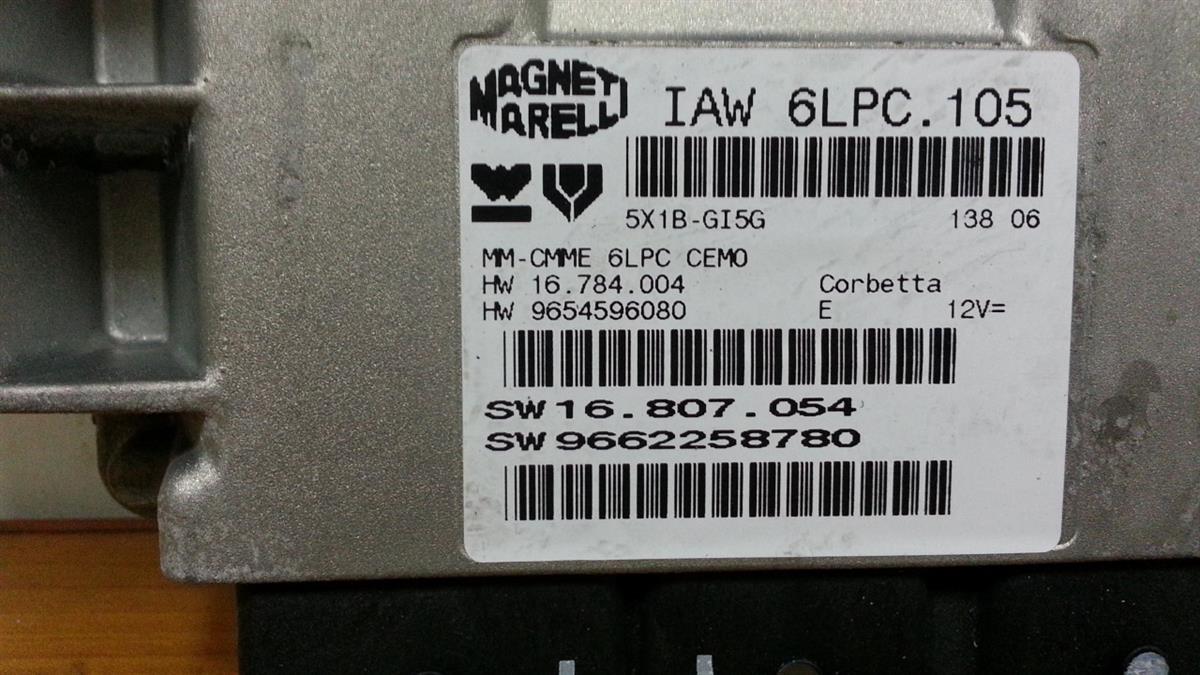 MAGNETI
MARELLI
IAW 6LPC.105
5X1B-GI5G 138 06
MM-CMME 6LPC CEMO
HW 16.784.004 Corbetta
HW 9654596080 E 12V=
SW 16.807.054
SW 9662258780